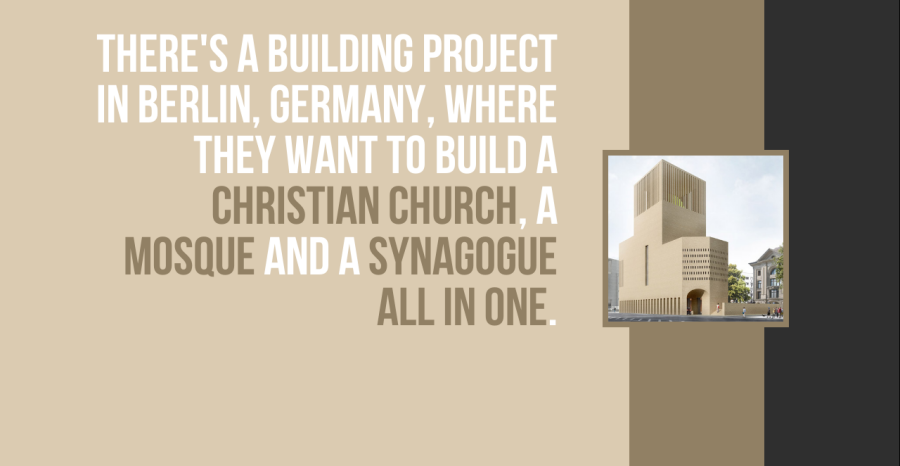 THERE'S A BUILDING PROJECT
IN BERLIN, GERMANY, WHERE
THEY WANT TO BUILD A
CHRISTIAN CHURCH, A
MOSQUE AND A SYNAGOGUE
ALL IN ONE.